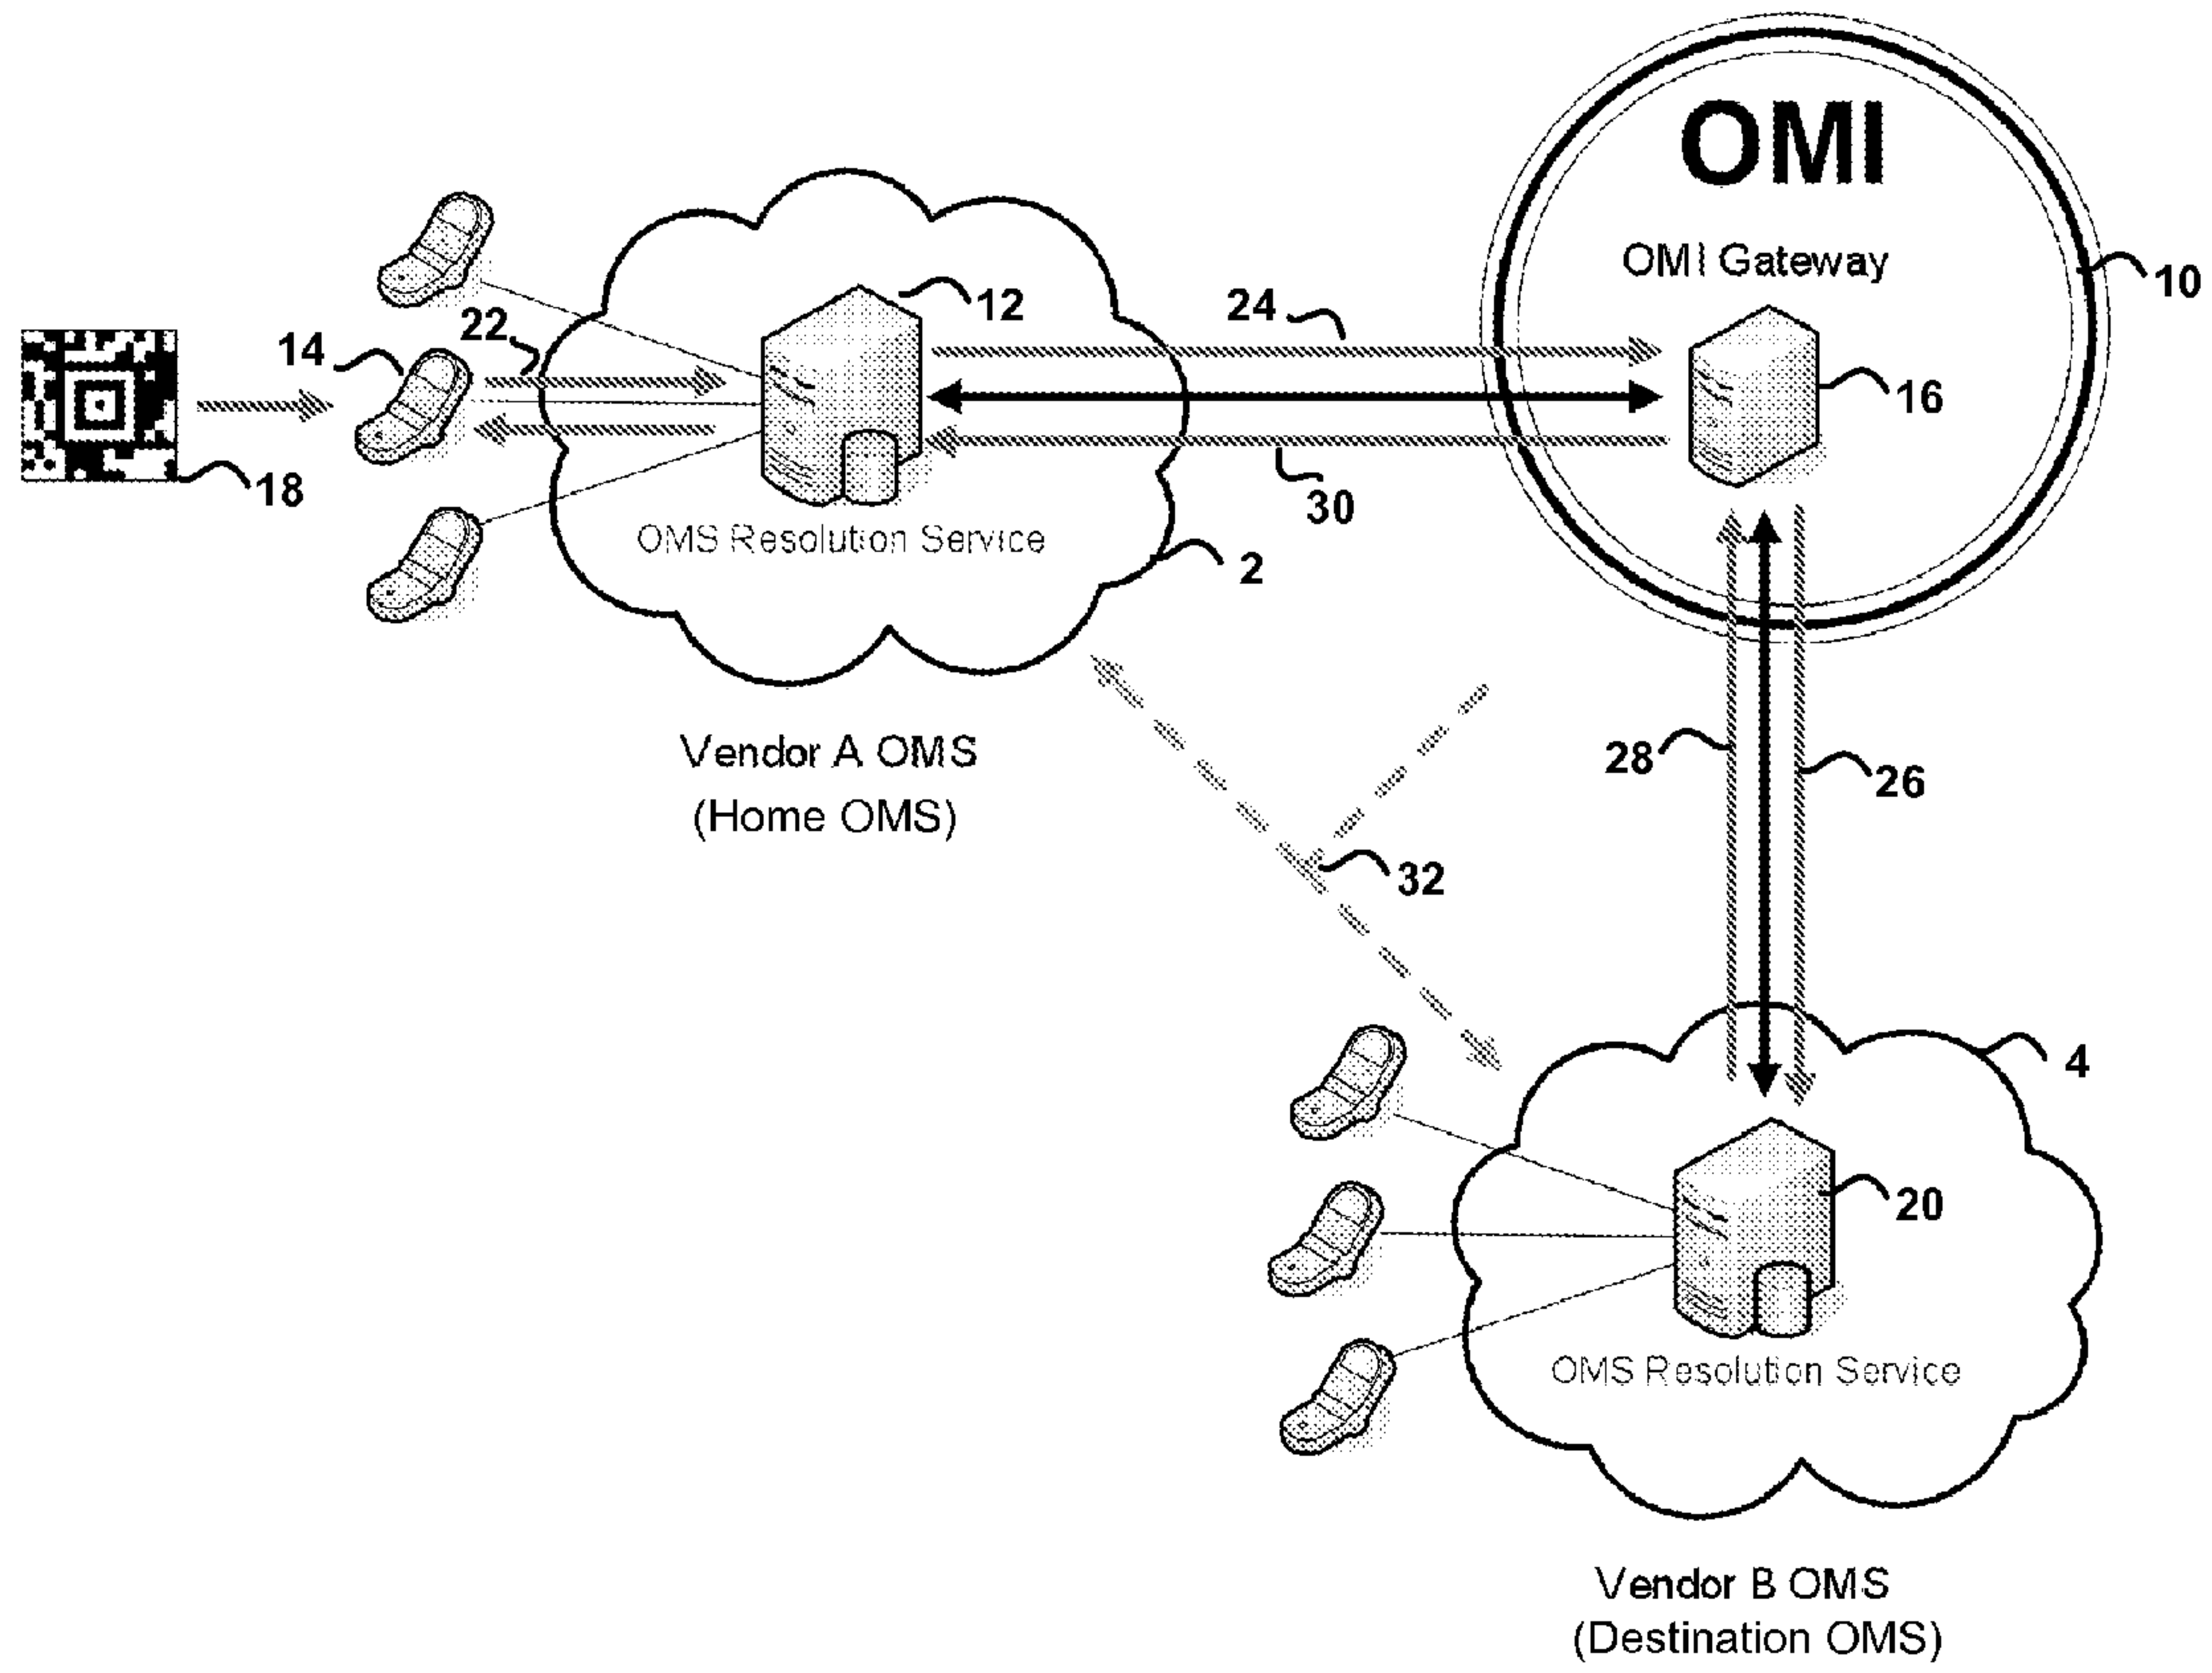 OMI
OMI Gateway
10
12
24
22
14
16
18
30
OMS Resolution Service
2
Vendor A OMS
(Home OMS)
28
26
32
4
20
OMS Resolution Service
Vendor B OMS
(Destination OMS)